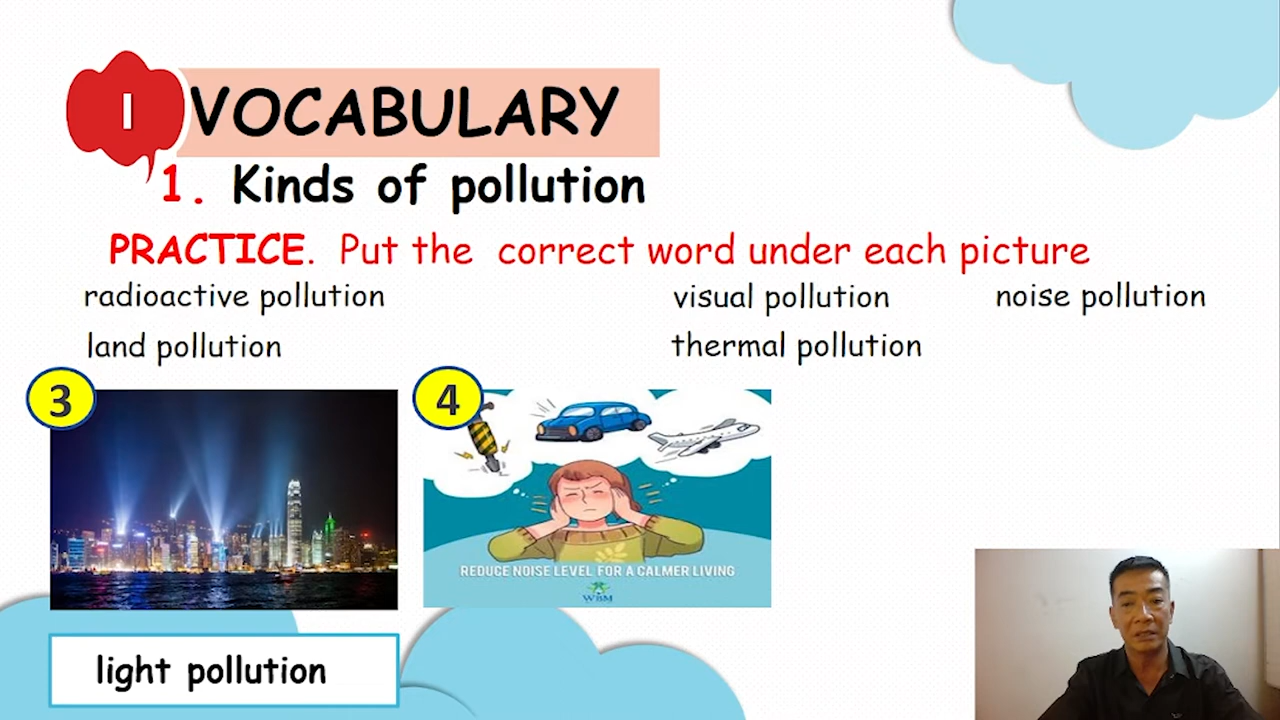 I VOCABULARY
1. Kinds of pollution
PRACTICE. Put the correct word under each picture
radioactive pollution visual pollution noise pollution
land pollution thermal pollution
3 4
REDUCE NOISE LEVEL FOR A CALMER LIVING
WBM
light pollution